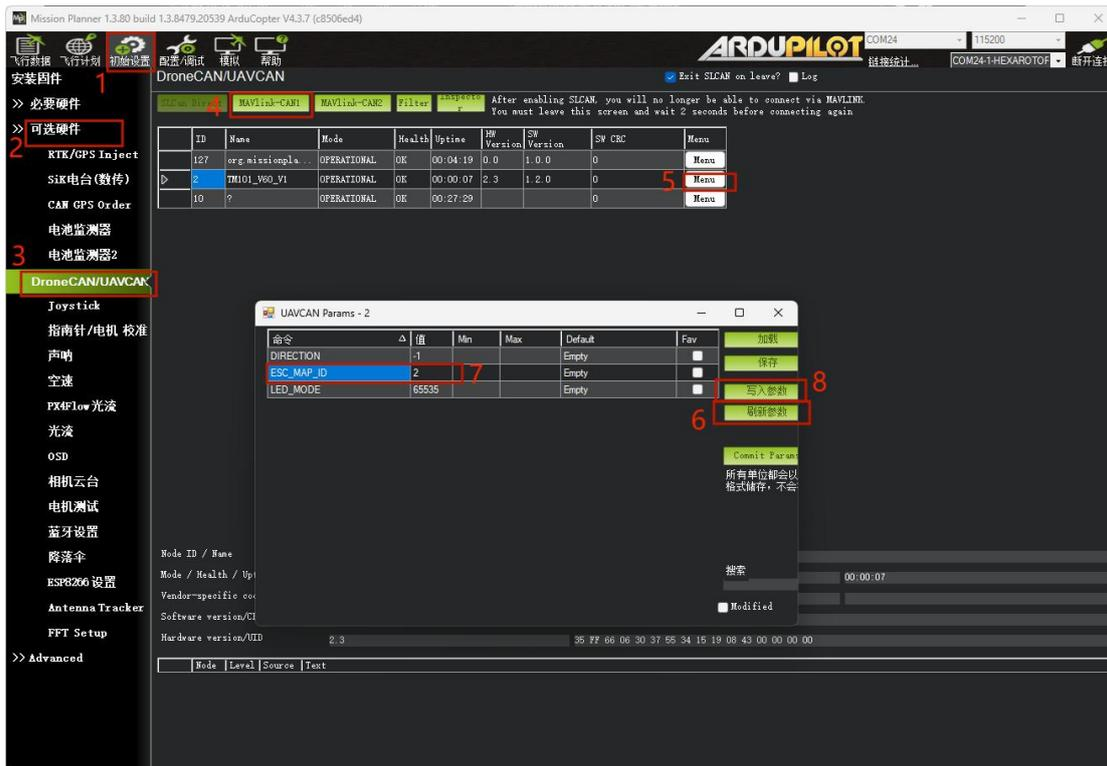 Mission Planner 1.3.80 build 1.3.8479.20539 ArduCopter V4.3.7 (c8506ed4)
飞行数据 飞行计划 初始设置 配置/调试 模拟 帮助
ARDUPILOT
COM24 115200
链接统计... COM24-1-HEXAROTOF 断开连接
1
安装固件
DroneCAN/UAVCAN
Exit SLCAN on leave? Log
>> 必要硬件
4
SLCan Direct MAVlink-CAN1 MAVlink-CAN2 Filter Inspecto r
After enabling SLCAN, you will no longer be able to connect via MAVLINK.
You must leave this screen and wait 2 seconds before connecting again
>> 可选硬件
2
ID Name Mode Health Uptime HW Version SW Version SW CRC Menu
127 org.missionpla... OPERATIONAL OK 00:04:19 0.0 1.0.0 0 Menu
2 TM101_V60_V1 OPERATIONAL OK 00:00:07 2.3 1.2.0 0 Menu
5
10 ? OPERATIONAL OK 00:27:29 0 Menu
RTK/GPS Inject
SiK电台(数传)
CAN GPS Order
电池监测器
电池监测器2
3
DroneCAN/UAVCAN
Joystick
指南针/电机 校准
声呐
空速
PX4Flow光流
光流
OSD
相机云台
电机测试
蓝牙设置
降落伞
ESP8266 设置
Antenna Tracker
FFT Setup
>> Advanced
UAVCAN Params - 2
命令 值 Min Max Default Fav
DIRECTION -1 Empty
ESC_MAP_ID 2 Empty
7
LED_MODE 65535 Empty
加载
保存
写入参数
8
刷新参数
6
Commit Params
所有单位都会以
格式储存，不会
搜索
Modified
Node ID / Name
Mode / Health / Upt
00:00:07
Vendor-specific co
Software version/C
Hardware version/UID 2.3 35 FF 66 06 30 37 55 34 15 19 08 43 00 00 00 00
Node Level Source Text